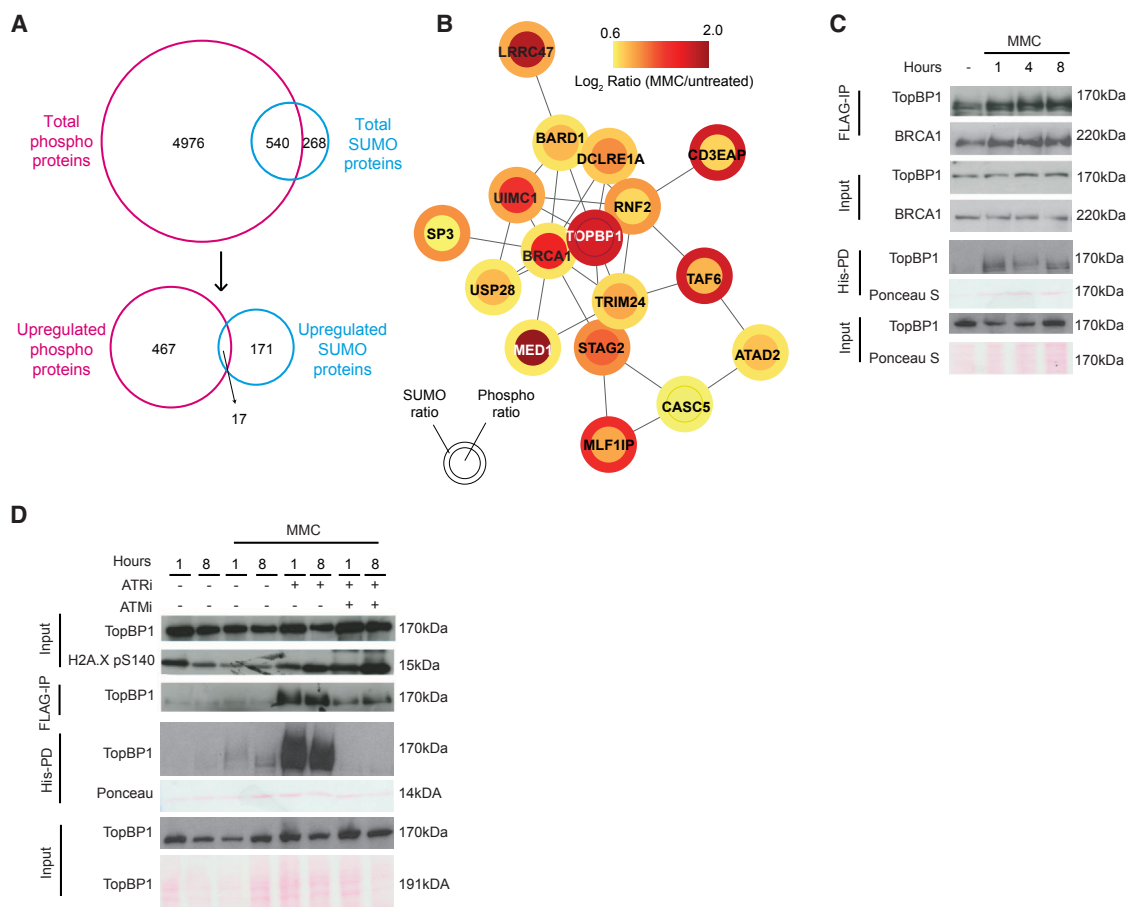 A
Total
phospho
proteins
4976
540
268
Total
SUMO
proteins
Upregulated
phospho
proteins
467
171
Upregulated
SUMO
proteins
17
B
0.6
2.0
Log2 Ratio (MMC/untreated)
LRRC47
BARD1
DCLRE1A
CD3EAP
UIMC1
RNF2
SP3
TOPBP1
BRCA1
TAF6
USP28
TRIM24
MED1
STAG2
ATAD2
CASC5
MLF1IP
SUMO
ratio
Phospho
ratio
C
MMC
Hours - 1 4 8
FLAG-IP
TopBP1 170kDa
BRCA1 220kDa
Input
TopBP1 170kDa
BRCA1 220kDa
His-PD
TopBP1 170kDa
Ponceau S 170kDa
Input
TopBP1 170kDa
Ponceau S 170kDa
D
MMC
Hours 1 8 1 8 1 8 1 8
ATRi - - - - + + + +
ATMi - - - - - - + +
Input
TopBP1 170kDa
H2A.X pS140 15kDa
FLAG-IP
TopBP1 170kDa
His-PD
TopBP1 170kDa
Ponceau 14kDA
Input
TopBP1 170kDa
TopBP1 191kDA